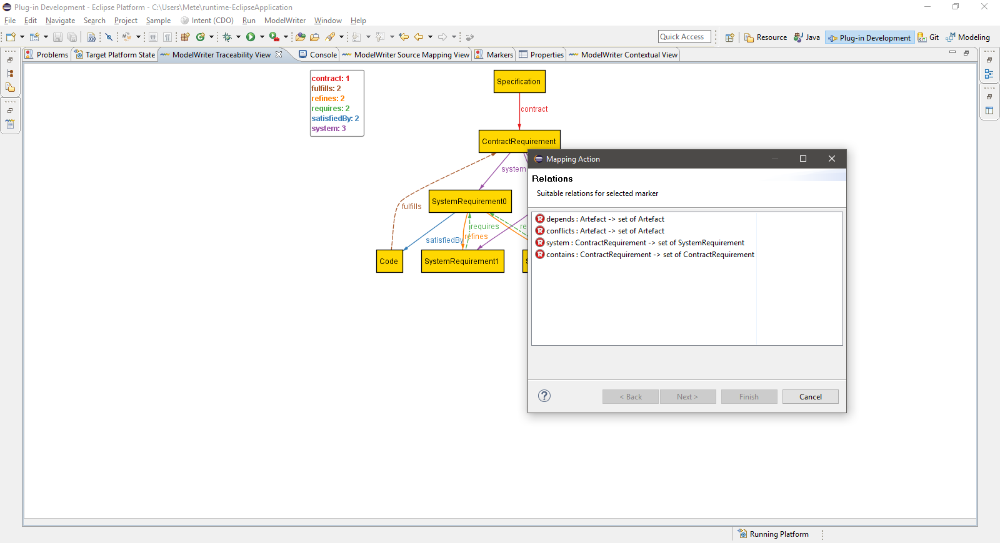 Plug-in Development - Eclipse Platform - C:\Users\Mete\runtime-EclipseApplication
File Edit Navigate Search Project Sample Intent (CDO) Run ModelWriter Window Help
Quick Access Resource Java Plug-in Development Git Modeling
Problems Target Platform State ModelWriter Traceability View Console ModelWriter Source Mapping View Markers Properties ModelWriter Contextual View
contract: 1
fulfills: 2
refines: 2
requires: 2
satisfiedBy: 2
system: 3
Specification
contract
ContractRequirement
system
SystemRequirement0
fulfills
requires
re
refines
satisfiedBy
Code
SystemRequirement1
Mapping Action
Relations
Suitable relations for selected marker
depends : Artefact -> set of Artefact
conflicts : Artefact -> set of Artefact
system : ContractRequirement -> set of SystemRequirement
contains : ContractRequirement -> set of ContractRequirement
< Back Next > Finish Cancel
Running Platform